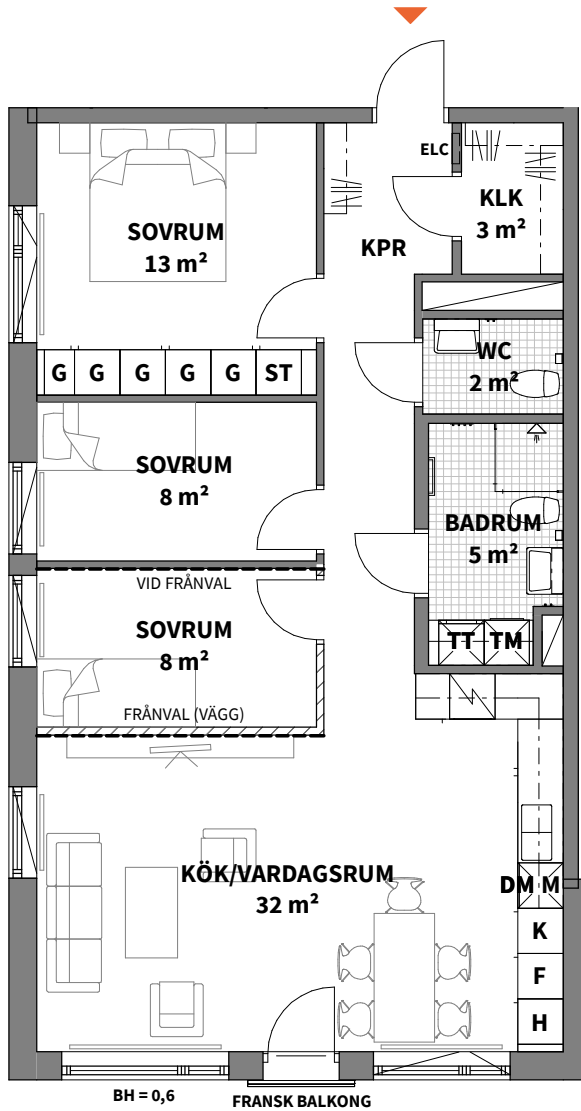 ELC
KLK
3 m²
SOVRUM
13 m²
KPR
WC
2 m²
G G G G G ST
SOVRUM
8 m²
BADRUM
5 m²
VID FRÅNVAL
SOVRUM
8 m²
TT TM
FRÅNVAL (VÄGG)
KÖK/VARDAGSRUM
32 m²
DM M
K
F
H
BH = 0,6
FRANSK BALKONG